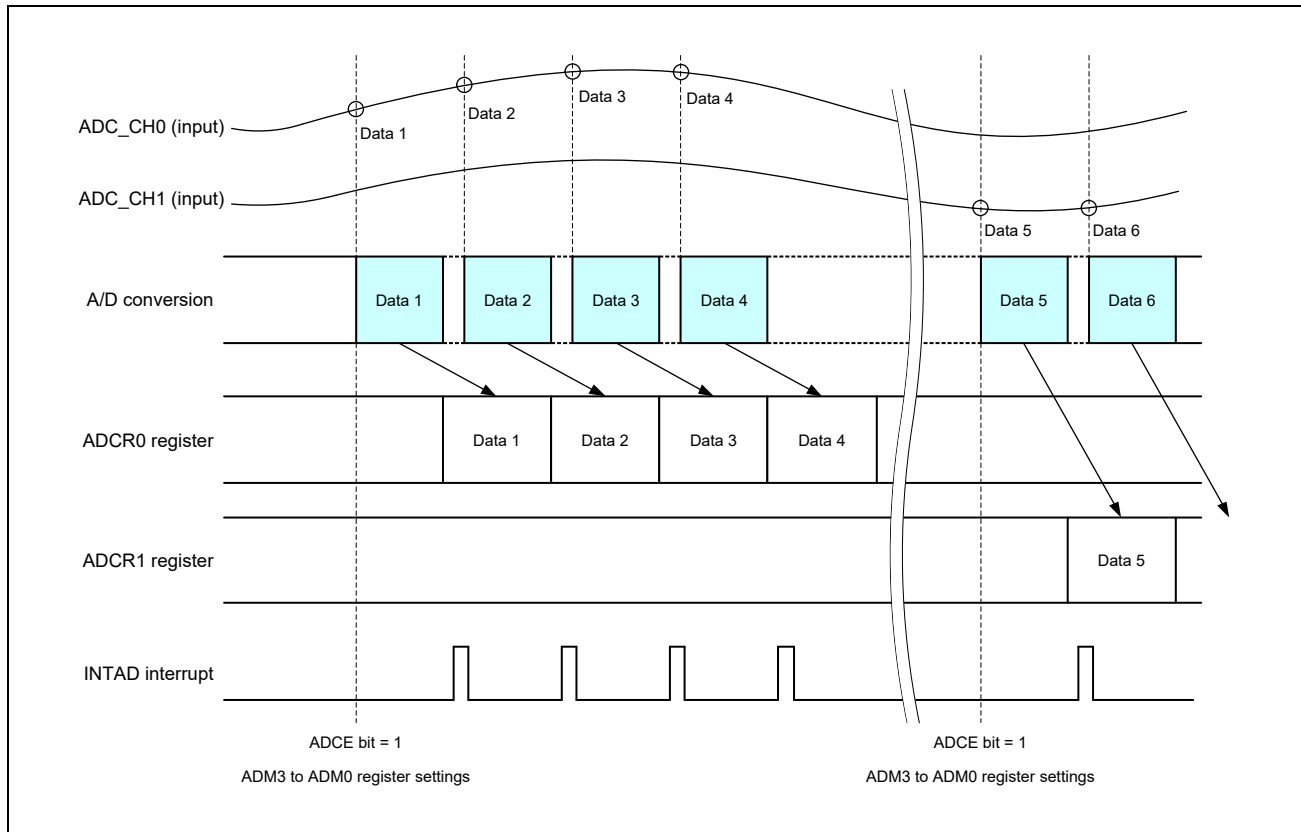 ADC_CH0 (input)
Data 1
Data 2
Data 3
Data 4
ADC_CH1 (input)
Data 5
Data 6
A/D conversion
Data 1
Data 2
Data 3
Data 4
Data 5
Data 6
ADCR0 register
Data 1
Data 2
Data 3
Data 4
ADCR1 register
Data 5
INTAD interrupt
ADCE bit = 1
ADM3 to ADM0 register settings
ADCE bit = 1
ADM3 to ADM0 register settings